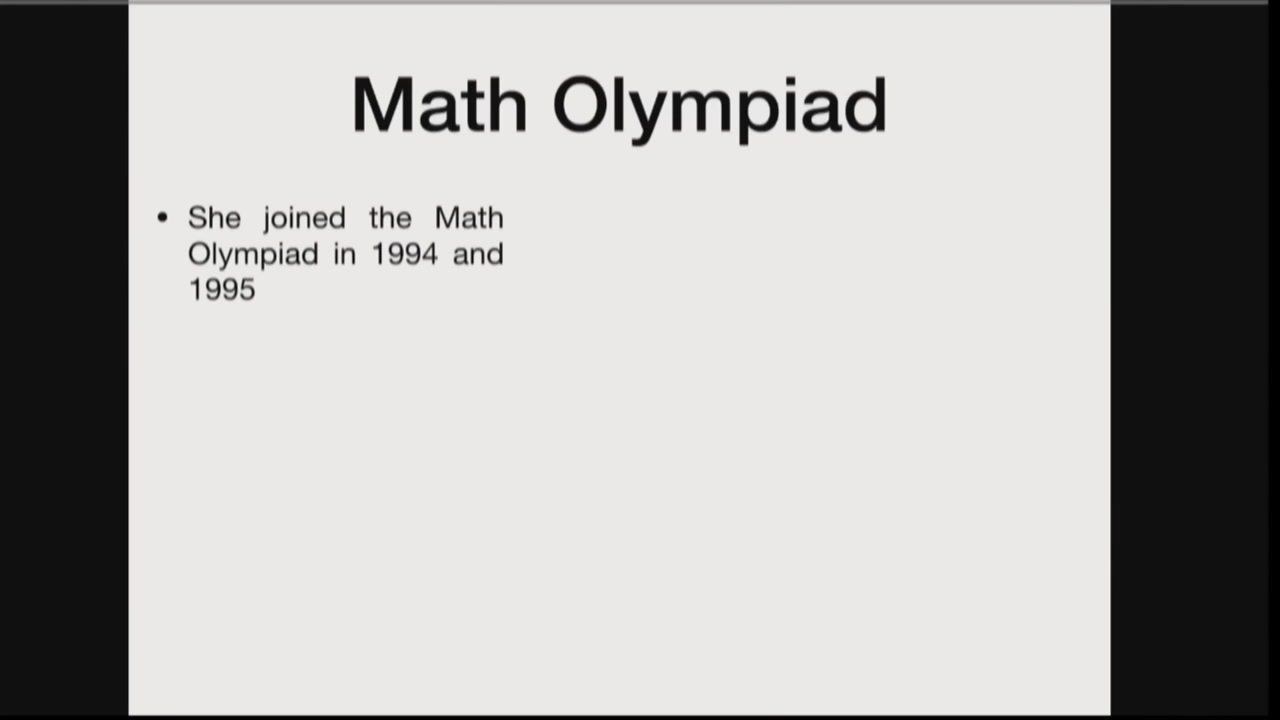 Math Olympiad
• She joined the Math
Olympiad in 1994 and
1995